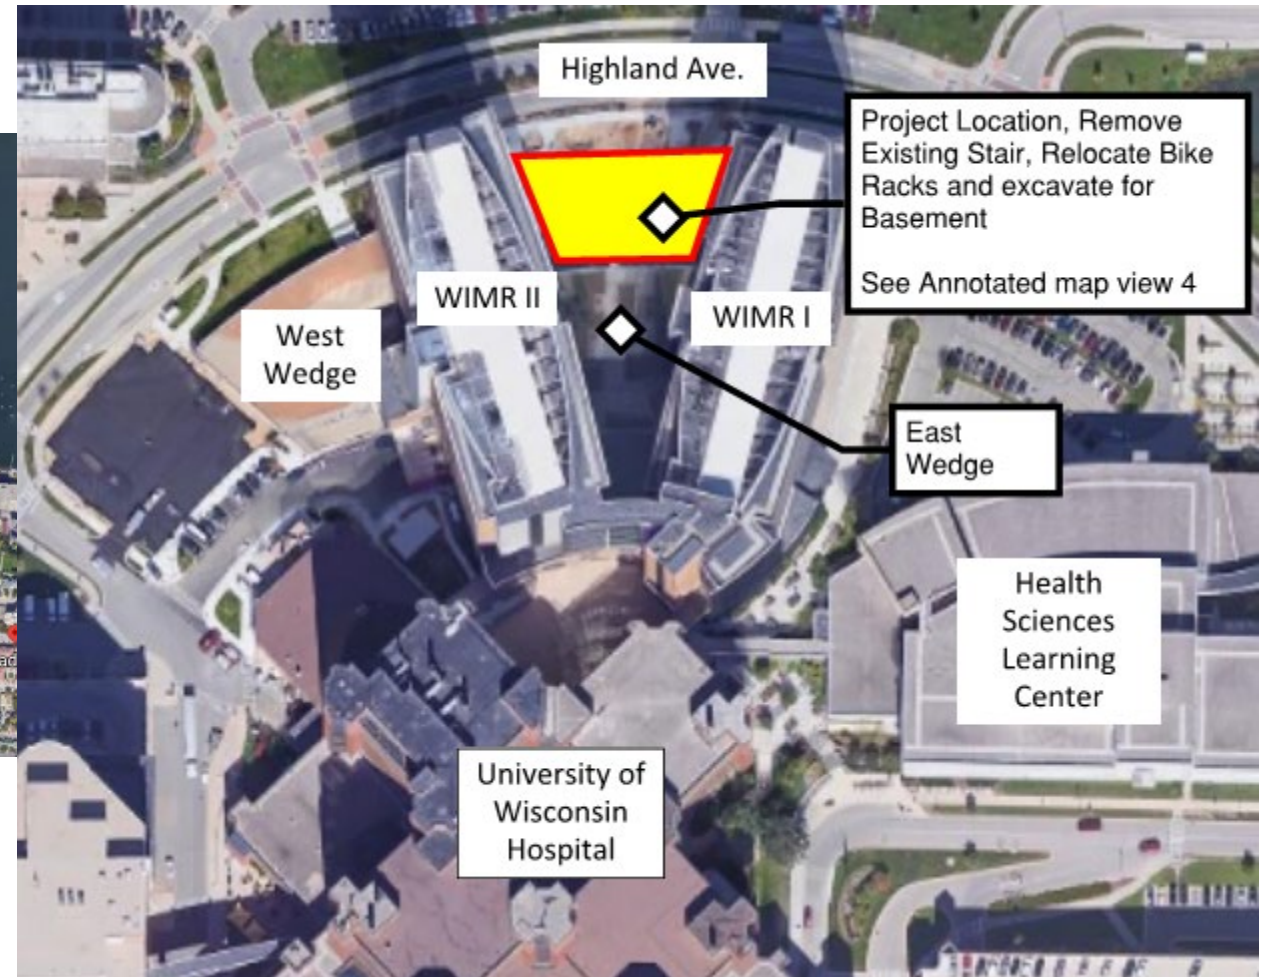 Highland Ave.
Project Location, Remove
Existing Stair, Relocate Bike
Racks and excavate for
Basement
See Annotated map view 4
WIMR II
WIMR I
West
Wedge
East
Wedge
Health
Sciences
Learning
Center
University of
Wisconsin
Hospital